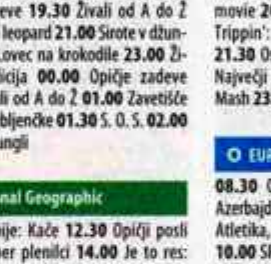 eve 19.30 Živali od A do Ž
leopard 21.00 Sirote v džun-
Lovec na krokodile 23.00 Ži-
icija 00.00 Opičje zadeve
li od A do Ž 01.00 Zavetišče
bljenčke 01.30 S. O. S. 02.00
ungli
nal Geographic
ije: Kače 12.30 Opičji posli
er plenilci 14.00 Je to res:
movie 2
Trippin':
21.30 O
Največji
Mash 23
EU
08.30
Azerbajd
Atletika,
10.00